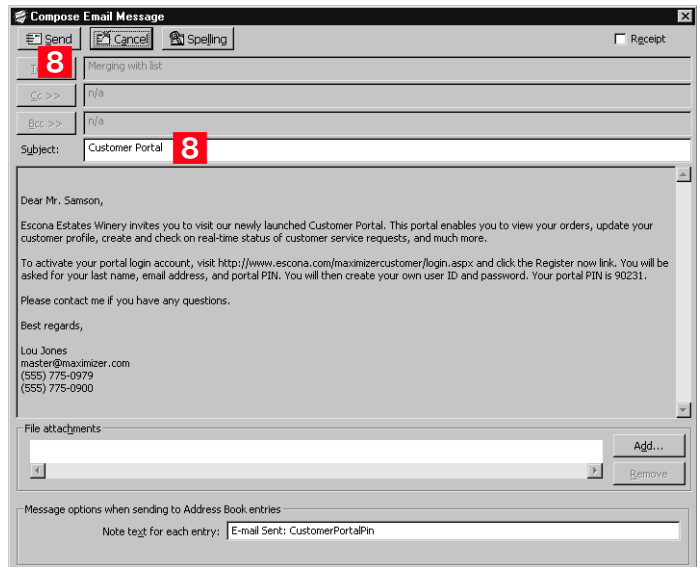 Compose Email Message
Send Cancel Spelling Receipt
8
Merging with list
Cc >> n/a
Bcc >> n/a
Subject: Customer Portal 8
Dear Mr. Samson,
Escona Estates Winery invites you to visit our newly launched Customer Portal. This portal enables you to view your orders, update your
customer profile, create and check on real-time status of customer service requests, and much more.
To activate your portal login account, visit http://www.escona.com/maximizercustomer/login.aspx and click the Register now link. You will be
asked for your last name, email address, and portal PIN. You will then create your own user ID and password. Your portal PIN is 90231.
Please contact me if you have any questions.
Best regards,
Lou Jones
master@maximizer.com
(555) 775-0979
(555) 775-0900
File attachments
Add...
Remove
Message options when sending to Address Book entries
Note text for each entry: E-mail Sent: CustomerPortalPin